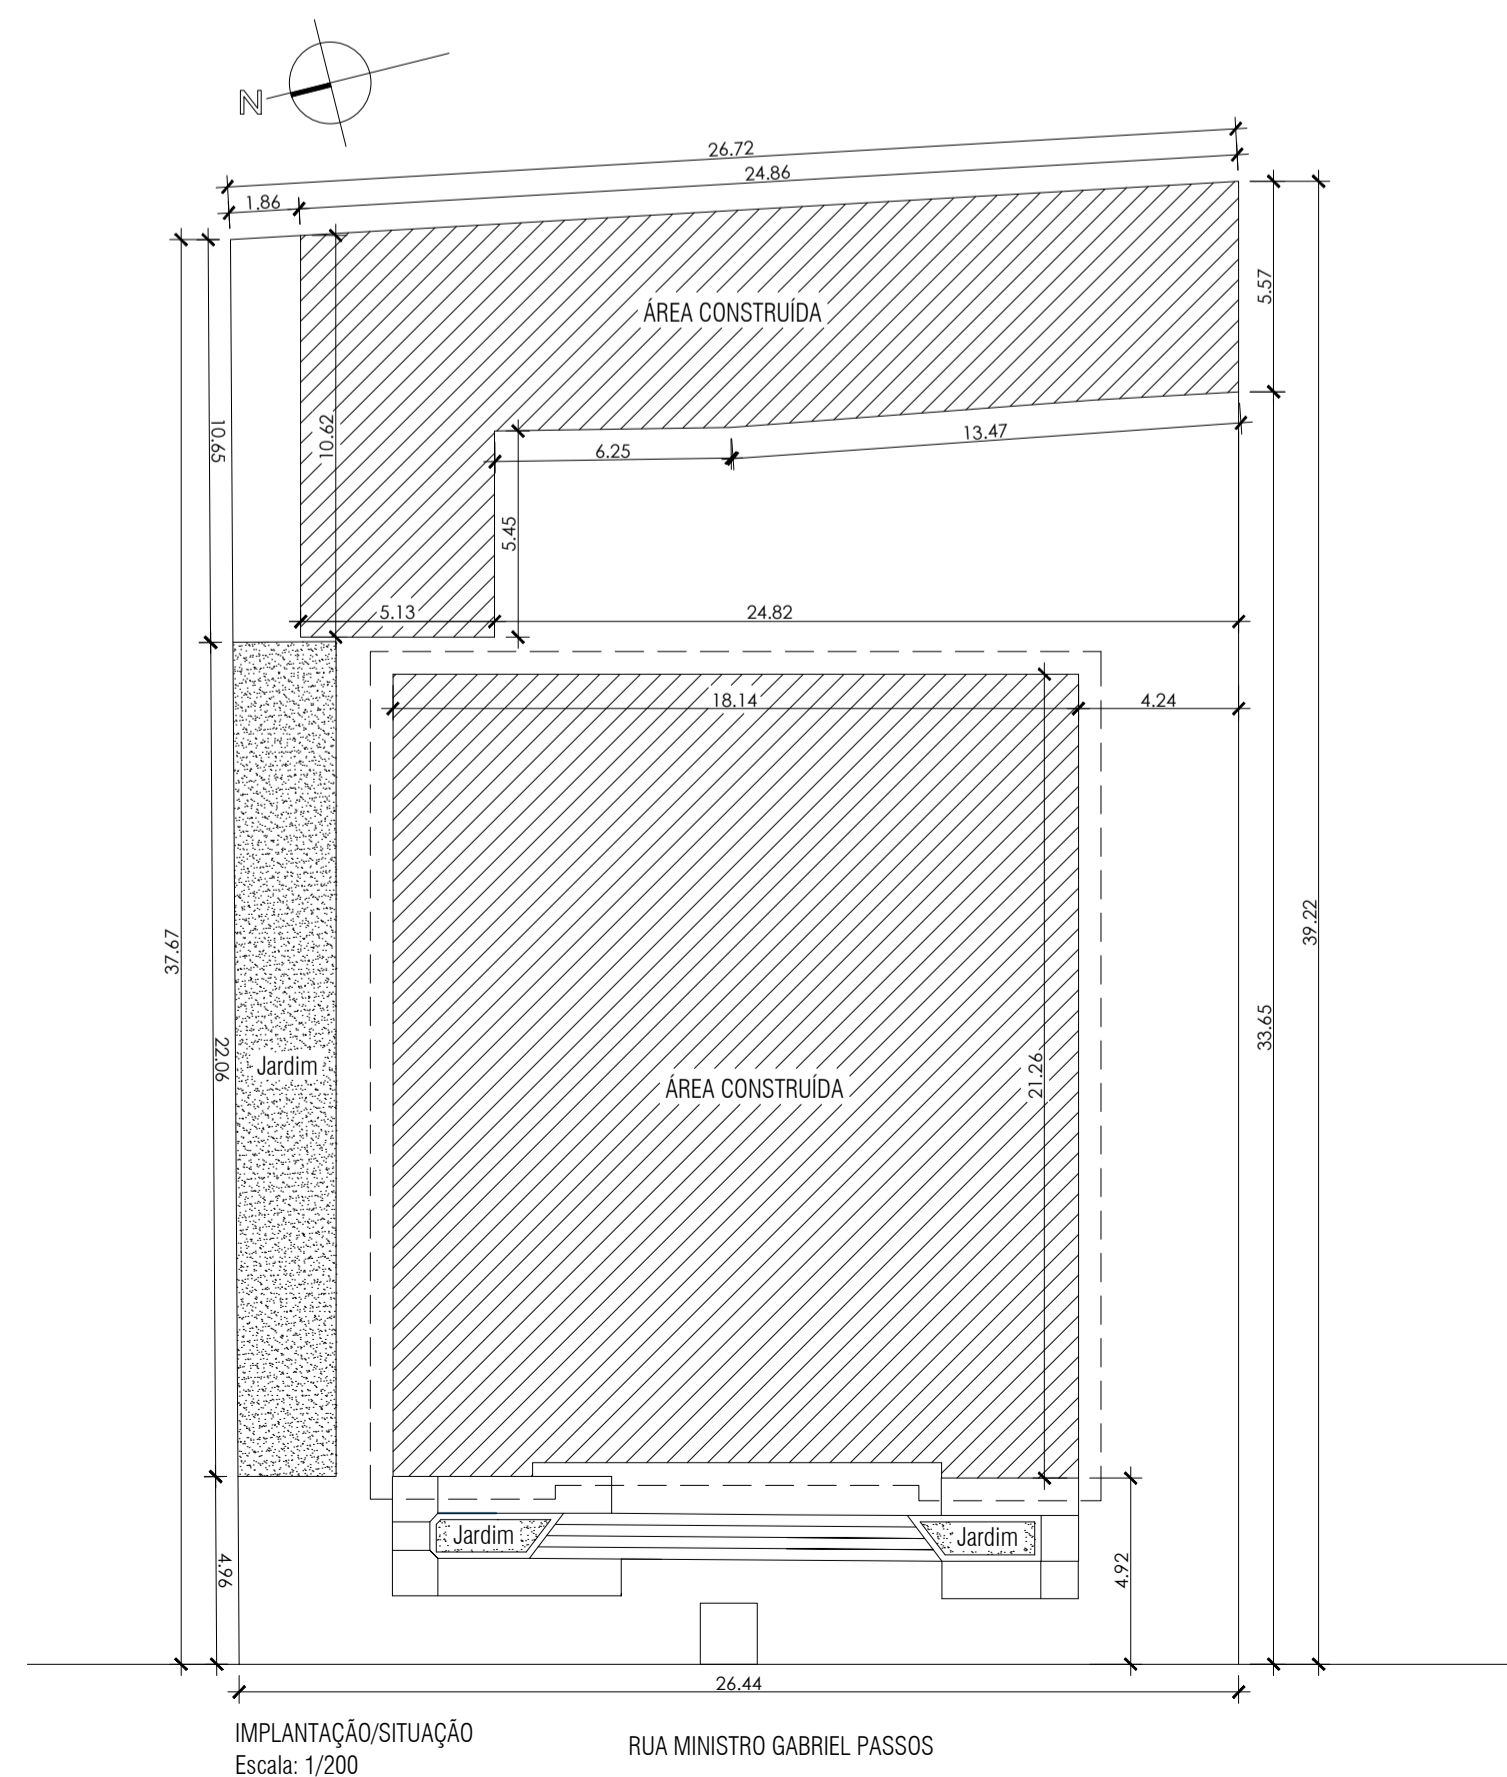 N
26.72
24.86
1.86
5.57
ÁREA CONSTRUÍDA
10.65
10.62
13.47
6.25
5.45
5.13
24.82
18.14
4.24
39.22
37.67
33.65
22.06
Jardim
21.26
ÁREA CONSTRUÍDA
Jardim
Jardim
4.96
4.92
26.44
IMPLANTAÇÃO/SITUAÇÃO
Escala: 1/200
RUA MINISTRO GABRIEL PASSOS